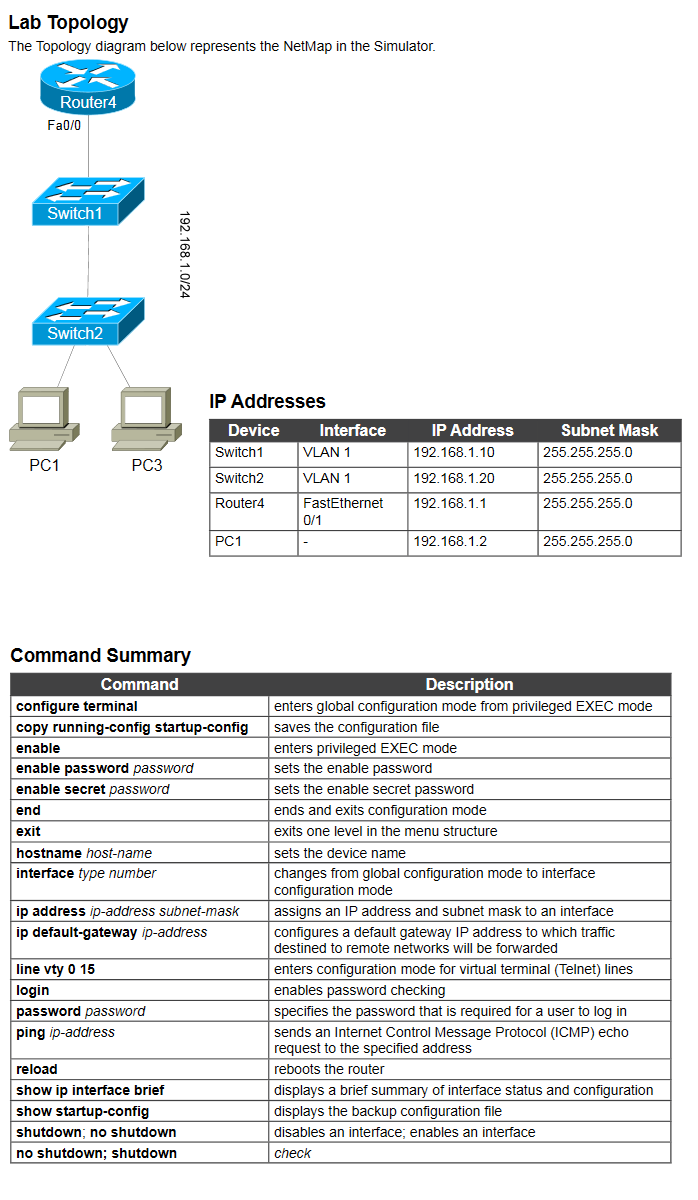 Lab Topology
The Topology diagram below represents the NetMap in the Simulator.
Router4
Fa0/0
Switch1
192.168.1.0/24
Switch2
PC1
PC3
IP Addresses
Device Interface IP Address Subnet Mask
Switch1 VLAN 1 192.168.1.10 255.255.255.0
Switch2 VLAN 1 192.168.1.20 255.255.255.0
Router4 FastEthernet 192.168.1.1 255.255.255.0
0/1
PC1 - 192.168.1.2 255.255.255.0
Command Summary
Command Description
configure terminal enters global configuration mode from privileged EXEC mode
copy running-config startup-config saves the configuration file
enable enters privileged EXEC mode
enable password password sets the enable password
enable secret password sets the enable secret password
end ends and exits configuration mode
exit exits one level in the menu structure
hostname host-name sets the device name
interface type number changes from global configuration mode to interface
configuration mode
ip address ip-address subnet-mask assigns an IP address and subnet mask to an interface
ip default-gateway ip-address configures a default gateway IP address to which traffic
destined to remote networks will be forwarded
line vty 0 15 enters configuration mode for virtual terminal (Telnet) lines
login enables password checking
password password specifies the password that is required for a user to log in
ping ip-address sends an Internet Control Message Protocol (ICMP) echo
request to the specified address
reload reboots the router
show ip interface brief displays a brief summary of interface status and configuration
show startup-config displays the backup configuration file
shutdown; no shutdown disables an interface; enables an interface
no shutdown; shutdown check